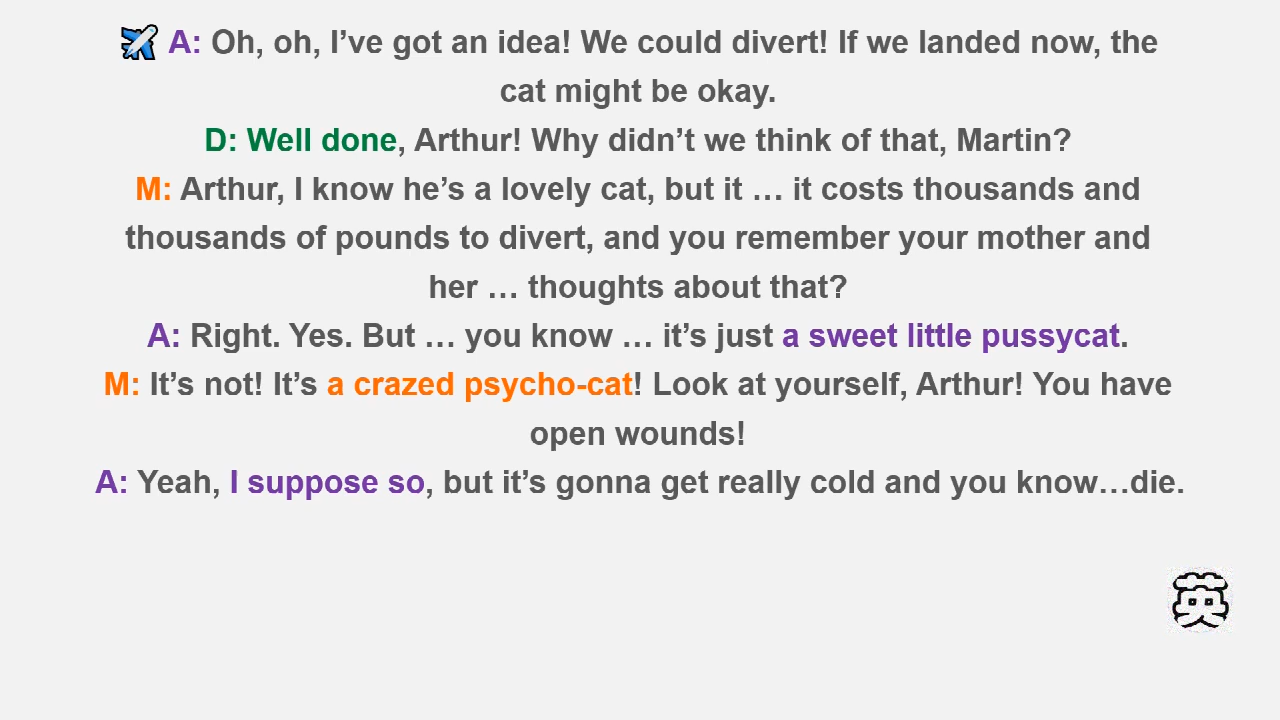 ✈️ A: Oh, oh, I’ve got an idea! We could divert! If we landed now, the
cat might be okay.
D: Well done, Arthur! Why didn’t we think of that, Martin?
M: Arthur, I know he’s a lovely cat, but it … it costs thousands and
thousands of pounds to divert, and you remember your mother and
her … thoughts about that?
A: Right. Yes. But … you know … it’s just a sweet little pussycat.
M: It’s not! It’s a crazed psycho-cat! Look at yourself, Arthur! You have
open wounds!
A: Yeah, I suppose so, but it’s gonna get really cold and you know…die.
英